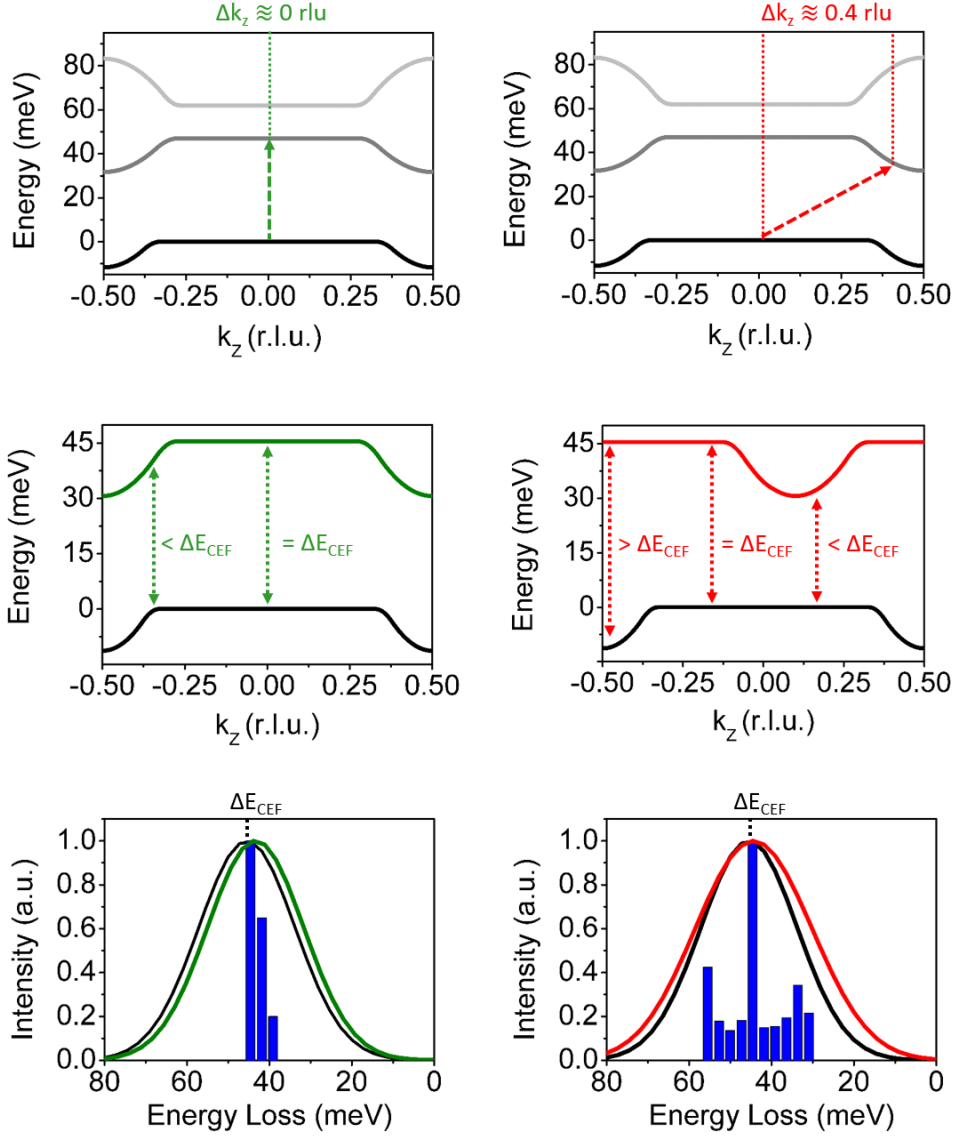 Δk_z ≋ 0 rlu
Energy (meV)
80
60
40
20
0
-0.50 -0.25 0.00 0.25 0.50
k_z (r.l.u.)
Δk_z ≋ 0.4 rlu
Energy (meV)
80
60
40
20
0
-0.50 -0.25 0.00 0.25 0.50
k_z (r.l.u.)
Energy (meV)
45
30
15
0
-0.50 -0.25 0.00 0.25 0.50
k_z (r.l.u.)
< ΔE_CEF
= ΔE_CEF
Energy (meV)
45
30
15
0
-0.50 -0.25 0.00 0.25 0.50
k_z (r.l.u.)
> ΔE_CEF
= ΔE_CEF
< ΔE_CEF
ΔE_CEF
Intensity (a.u.)
1.0
0.8
0.6
0.4
0.2
0.0
80 60 40 20 0
Energy Loss (meV)
ΔE_CEF
Intensity (a.u.)
1.0
0.8
0.6
0.4
0.2
0.0
80 60 40 20 0
Energy Loss (meV)